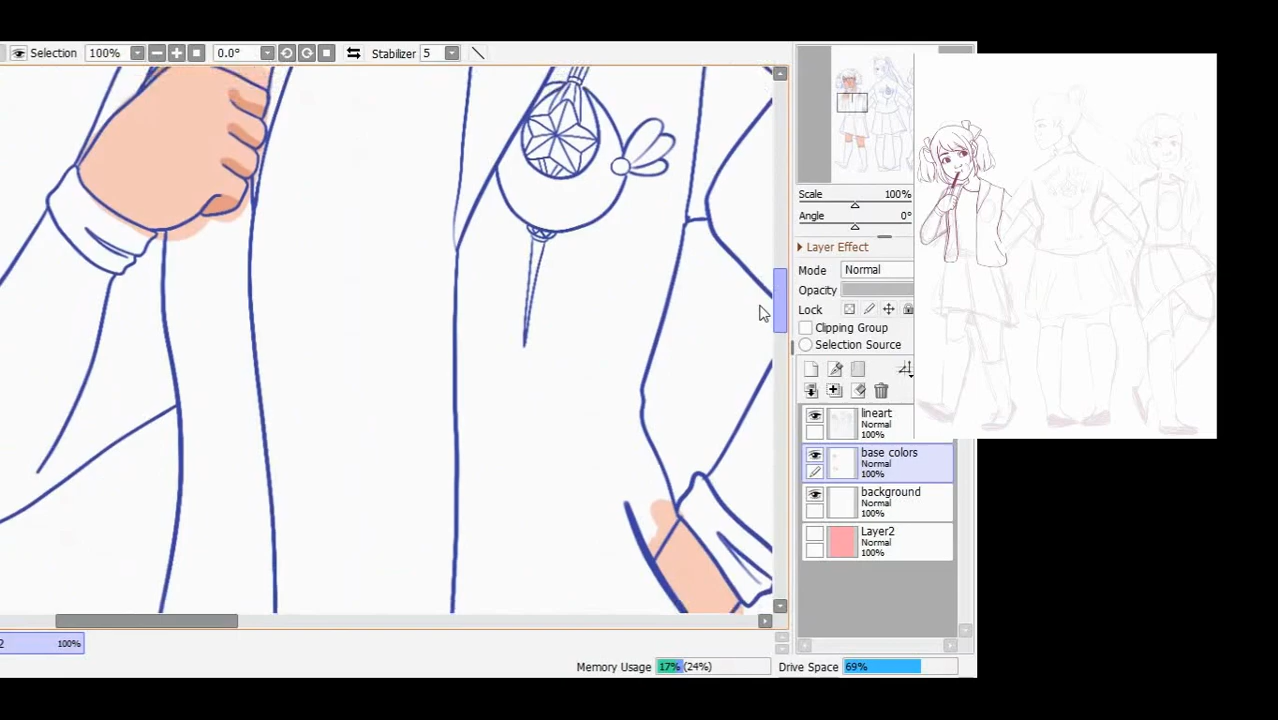 Selection 100% 0.0° Stabilizer 5
Scale 100%
Angle 0°
Layer Effect
Mode Normal
Opacity
Lock
Clipping Group
Selection Source
lineart
Normal
100%
base colors
Normal
100%
background
Normal
100%
Layer2
Normal
100%
2 100%
Memory Usage 17% (24%) Drive Space 69%